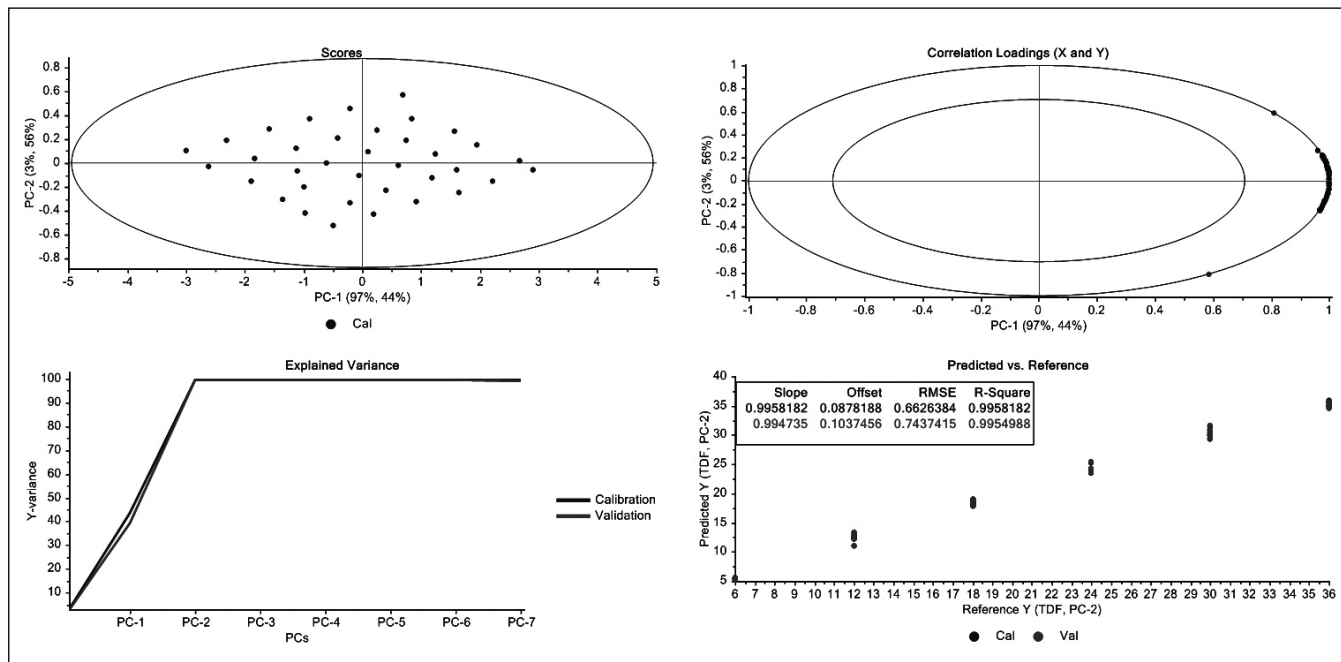 Scores
PC-2 (3%, 56%)
0.8
0.6
0.4
0.2
0
-0.2
-0.4
-0.6
-0.8
-5 -4 -3 -2 -1 0 1 2 3 4 5
PC-1 (97%, 44%)
Cal
Correlation Loadings (X and Y)
PC-2 (3%, 56%)
1
0.8
0.6
0.4
0.2
0
-0.2
-0.4
-0.6
-0.8
-1
-1 -0.8 -0.6 -0.4 -0.2 0 0.2 0.4 0.6 0.8 1
PC-1 (97%, 44%)
Explained Variance
Y-variance
100
90
80
70
60
50
40
30
20
10
PC-1 PC-2 PC-3 PC-4 PC-5 PC-6 PC-7
PCs
Calibration
Validation
Predicted vs. Reference
Slope Offset RMSE R-Square
0.9958182 0.0878188 0.6626384 0.9958182
0.994735 0.1037456 0.7437415 0.9954988
Predicted Y (TDF, PC-2)
40
35
30
25
20
15
10
5
6 7 8 9 10 11 12 13 14 15 16 17 18 19 20 21 22 23 24 25 26 27 28 29 30 31 32 33 34 35 36
Reference Y (TDF, PC-2)
Cal Val